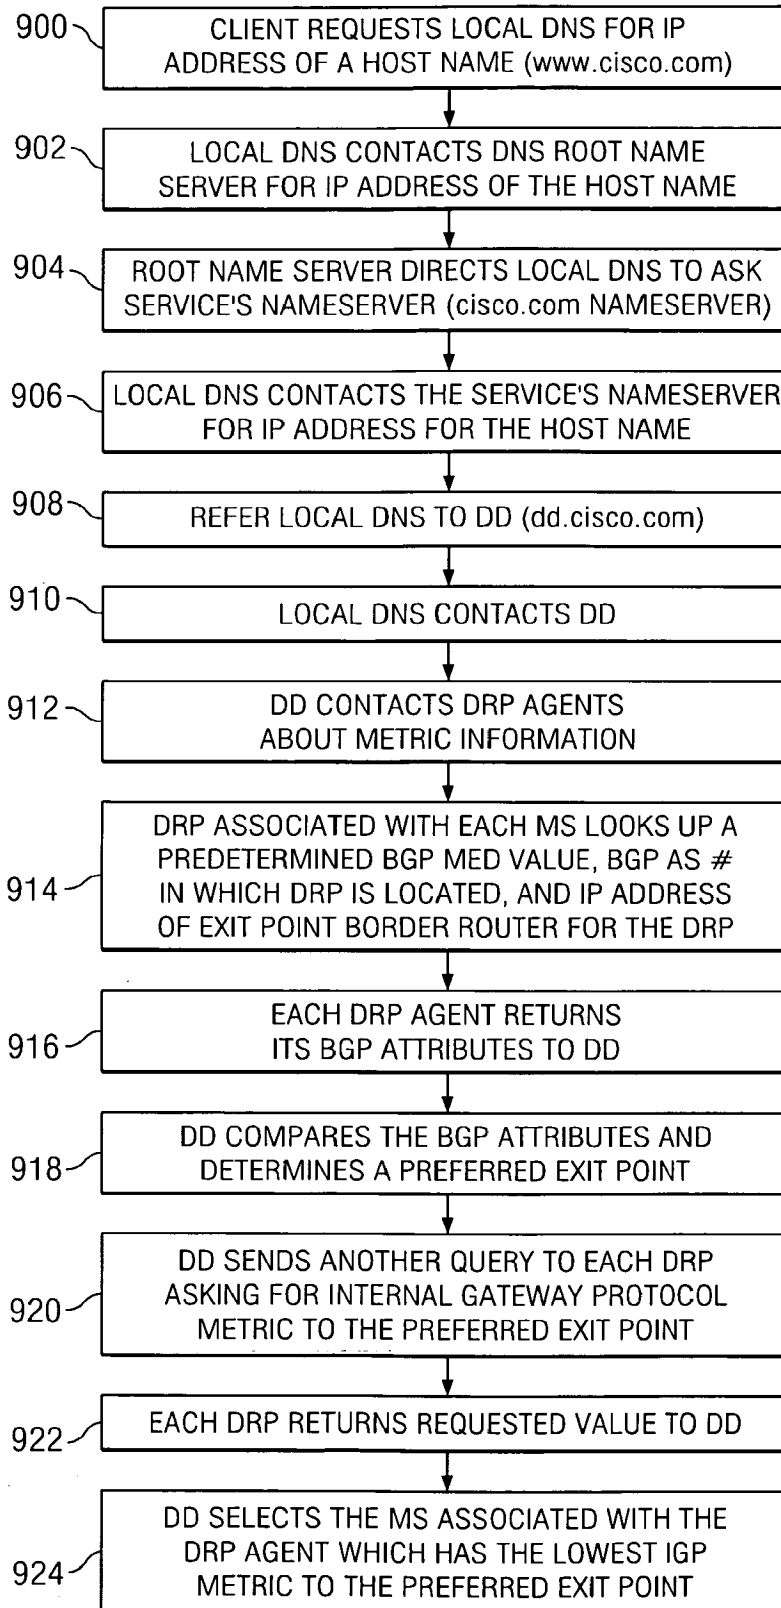 900
CLIENT REQUESTS LOCAL DNS FOR IP
ADDRESS OF A HOST NAME (www.cisco.com)
902
LOCAL DNS CONTACTS DNS ROOT NAME
SERVER FOR IP ADDRESS OF THE HOST NAME
904
ROOT NAME SERVER DIRECTS LOCAL DNS TO ASK
SERVICE'S NAMESERVER (cisco.com NAMESERVER)
906
LOCAL DNS CONTACTS THE SERVICE'S NAMESERVER
FOR IP ADDRESS FOR THE HOST NAME
908
REFER LOCAL DNS TO DD (dd.cisco.com)
910
LOCAL DNS CONTACTS DD
912
DD CONTACTS DRP AGENTS
ABOUT METRIC INFORMATION
914
DRP ASSOCIATED WITH EACH MS LOOKS UP A
PREDETERMINED BGP MED VALUE, BGP AS #
IN WHICH DRP IS LOCATED, AND IP ADDRESS
OF EXIT POINT BORDER ROUTER FOR THE DRP
916
EACH DRP AGENT RETURNS
ITS BGP ATTRIBUTES TO DD
918
DD COMPARES THE BGP ATTRIBUTES AND
DETERMINES A PREFERRED EXIT POINT
920
DD SENDS ANOTHER QUERY TO EACH DRP
ASKING FOR INTERNAL GATEWAY PROTOCOL
METRIC TO THE PREFERRED EXIT POINT
922
EACH DRP RETURNS REQUESTED VALUE TO DD
924
DD SELECTS THE MS ASSOCIATED WITH THE
DRP AGENT WHICH HAS THE LOWEST IGP
METRIC TO THE PREFERRED EXIT POINT